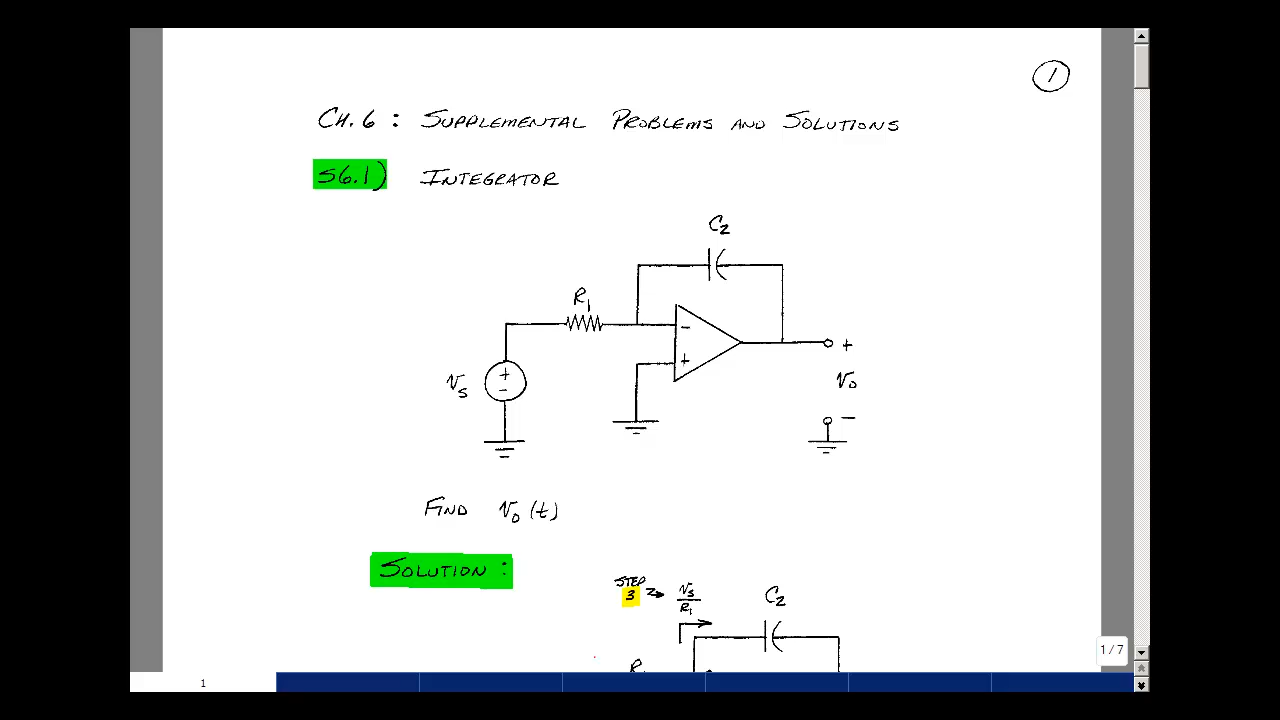 1
CH. 6 : SUPPLEMENTAL PROBLEMS AND SOLUTIONS
S6.1) INTEGRATOR
C2
R1
-
+
+
-
Vs
+
Vo
-
FIND Vo (t)
SOLUTION :
STEP
3
Vs
R1
C2
R
1 / 7
1